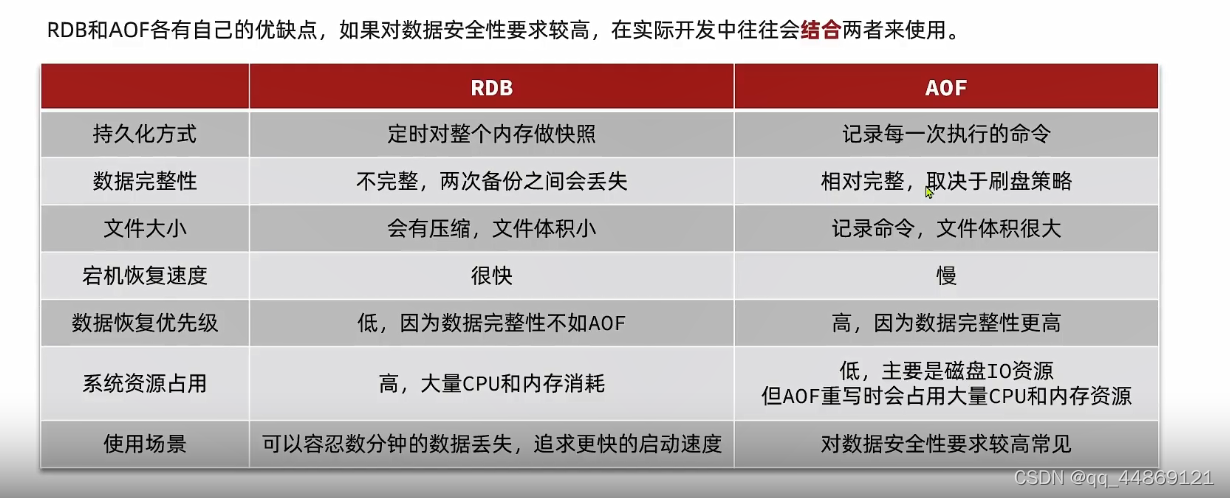 RDB和AOF各有自己的优缺点，如果对数据安全性要求较高，在实际开发中往往会结合两者来使用。
RDB AOF
持久化方式 定时对整个内存做快照 记录每一次执行的命令
数据完整性 不完整，两次备份之间会丢失 相对完整，取决于刷盘策略
文件大小 会有压缩，文件体积小 记录命令，文件体积很大
宕机恢复速度 很快 慢
数据恢复优先级 低，因为数据完整性不如AOF 高，因为数据完整性更高
系统资源占用 高，大量CPU和内存消耗 低，主要是磁盘IO资源
但AOF重写时会占用大量CPU和内存资源
使用场景 可以容忍数分钟的数据丢失，追求更快的启动速度 对数据安全性要求较高常见
CSDN @qq_44869121